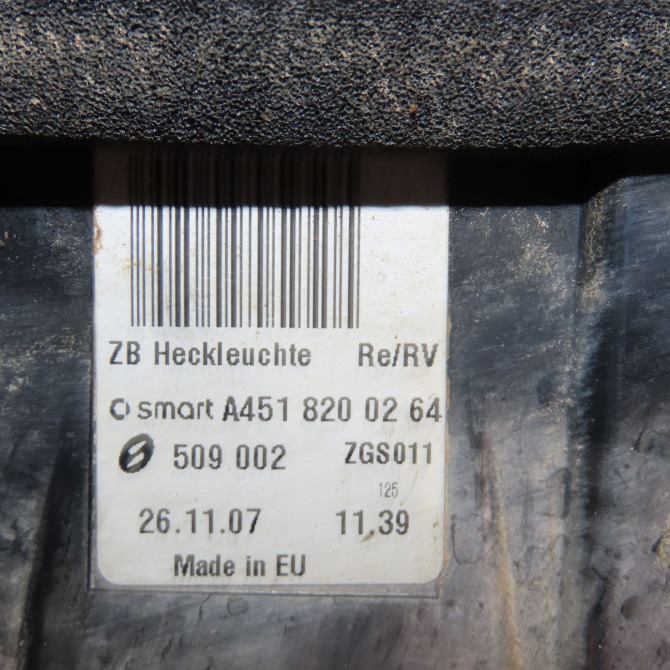 ZB Heckleuchte Re/RV
smart A451 820 02 64
509 002 ZGS011
125
26.11.07 11.39
Made in EU